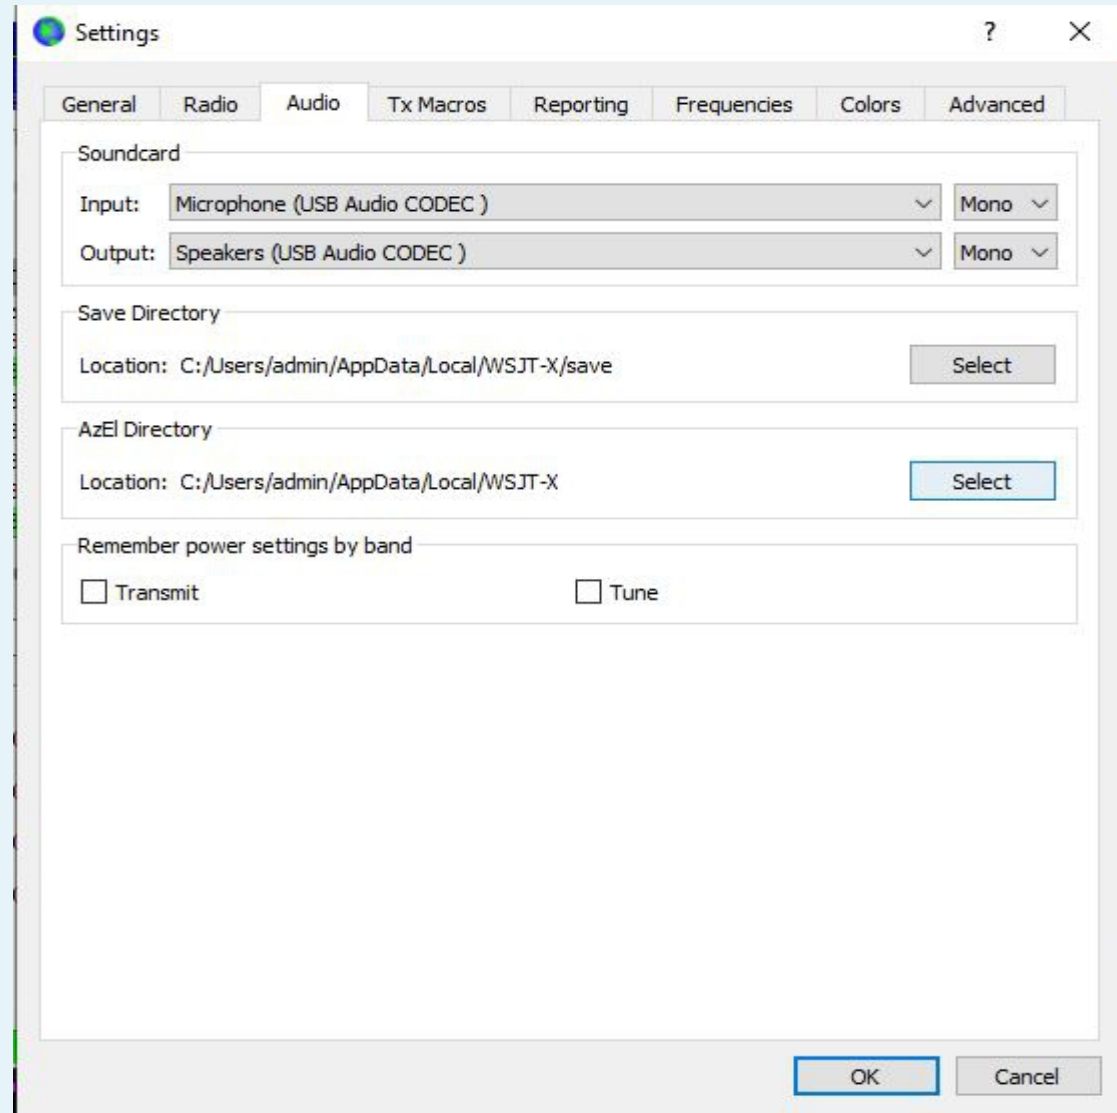 Settings
General Radio Audio Tx Macros Reporting Frequencies Colors Advanced
Soundcard
Input: Microphone (USB Audio CODEC ) Mono
Output: Speakers (USB Audio CODEC ) Mono
Save Directory
Location: C:/Users/admin/AppData/Local/WSJT-X/save Select
AzEl Directory
Location: C:/Users/admin/AppData/Local/WSJT-X Select
Remember power settings by band
Transmit Tune
OK Cancel